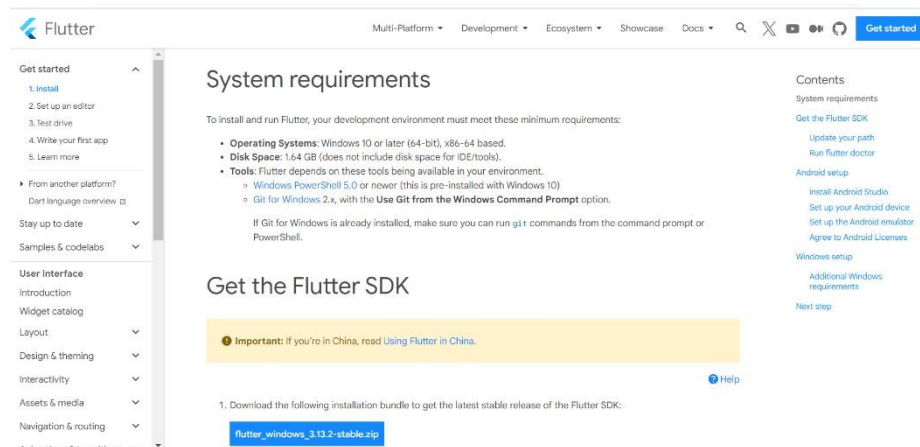 Flutter
Multi-Platform Development Ecosystem Showcase Docs Get started
Get started
1. Install
2. Set up an editor
3. Test drive
4. Write your first app
5. Learn more
From another platform?
Dart language overview
Stay up to date
Samples & codelabs
User interface
Introduction
Widget catalog
Layout
Design & theming
Interactivity
Assets & media
Navigation & routing
System requirements
To install and run Flutter, your development environment must meet these minimum requirements:
• Operating Systems: Windows 10 or later (64-bit), x86-64 based.
• Disk Space: 1.64 GB (does not include disk space for IDE/tools).
• Tools: Flutter depends on these tools being available in your environment.
Windows PowerShell 5.0 or newer (this is pre-installed with Windows 10)
Git for Windows 2.x, with the Use Git from the Windows Command Prompt option.
If Git for Windows is already installed, make sure you can run git commands from the command prompt or
PowerShell.
Get the Flutter SDK
Important: If you're in China, read Using Flutter in China.
Help
1. Download the following installation bundle to get the latest stable release of the Flutter SDK:
flutter_windows_3.13.2-stable.zip
Contents
System requirements
Get the Flutter SDK
Update your path
Run flutter doctor
Android setup
Install Android Studio
Set up your Android device
Set up the Android emulator
Agree to Android Licenses
Windows setup
Additional Windows
requirements
Next step